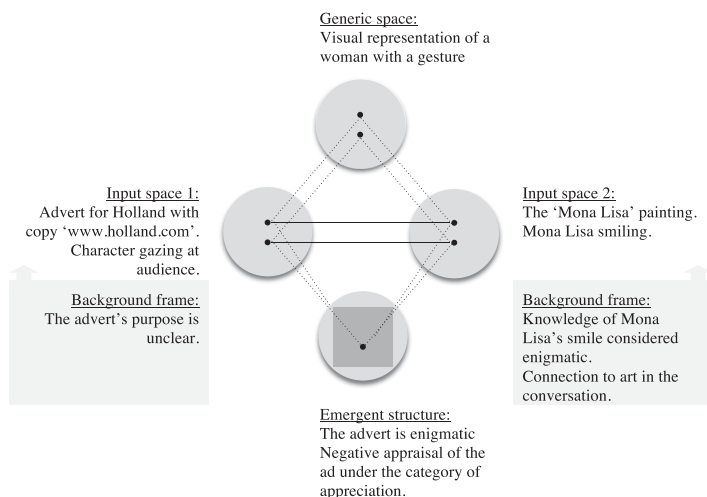 Generic space:
Visual representation of a
woman with a gesture
Input space 1:
Advert for Holland with
copy ‘www.holland.com’.
Character gazing at
audience.
Background frame:
The advert’s purpose is
unclear.
Input space 2:
The ‘Mona Lisa’ painting.
Mona Lisa smiling.
Background frame:
Knowledge of Mona
Lisa’s smile considered
enigmatic.
Connection to art in the
conversation.
Emergent structure:
The advert is enigmatic
Negative appraisal of the
ad under the category of
appreciation.